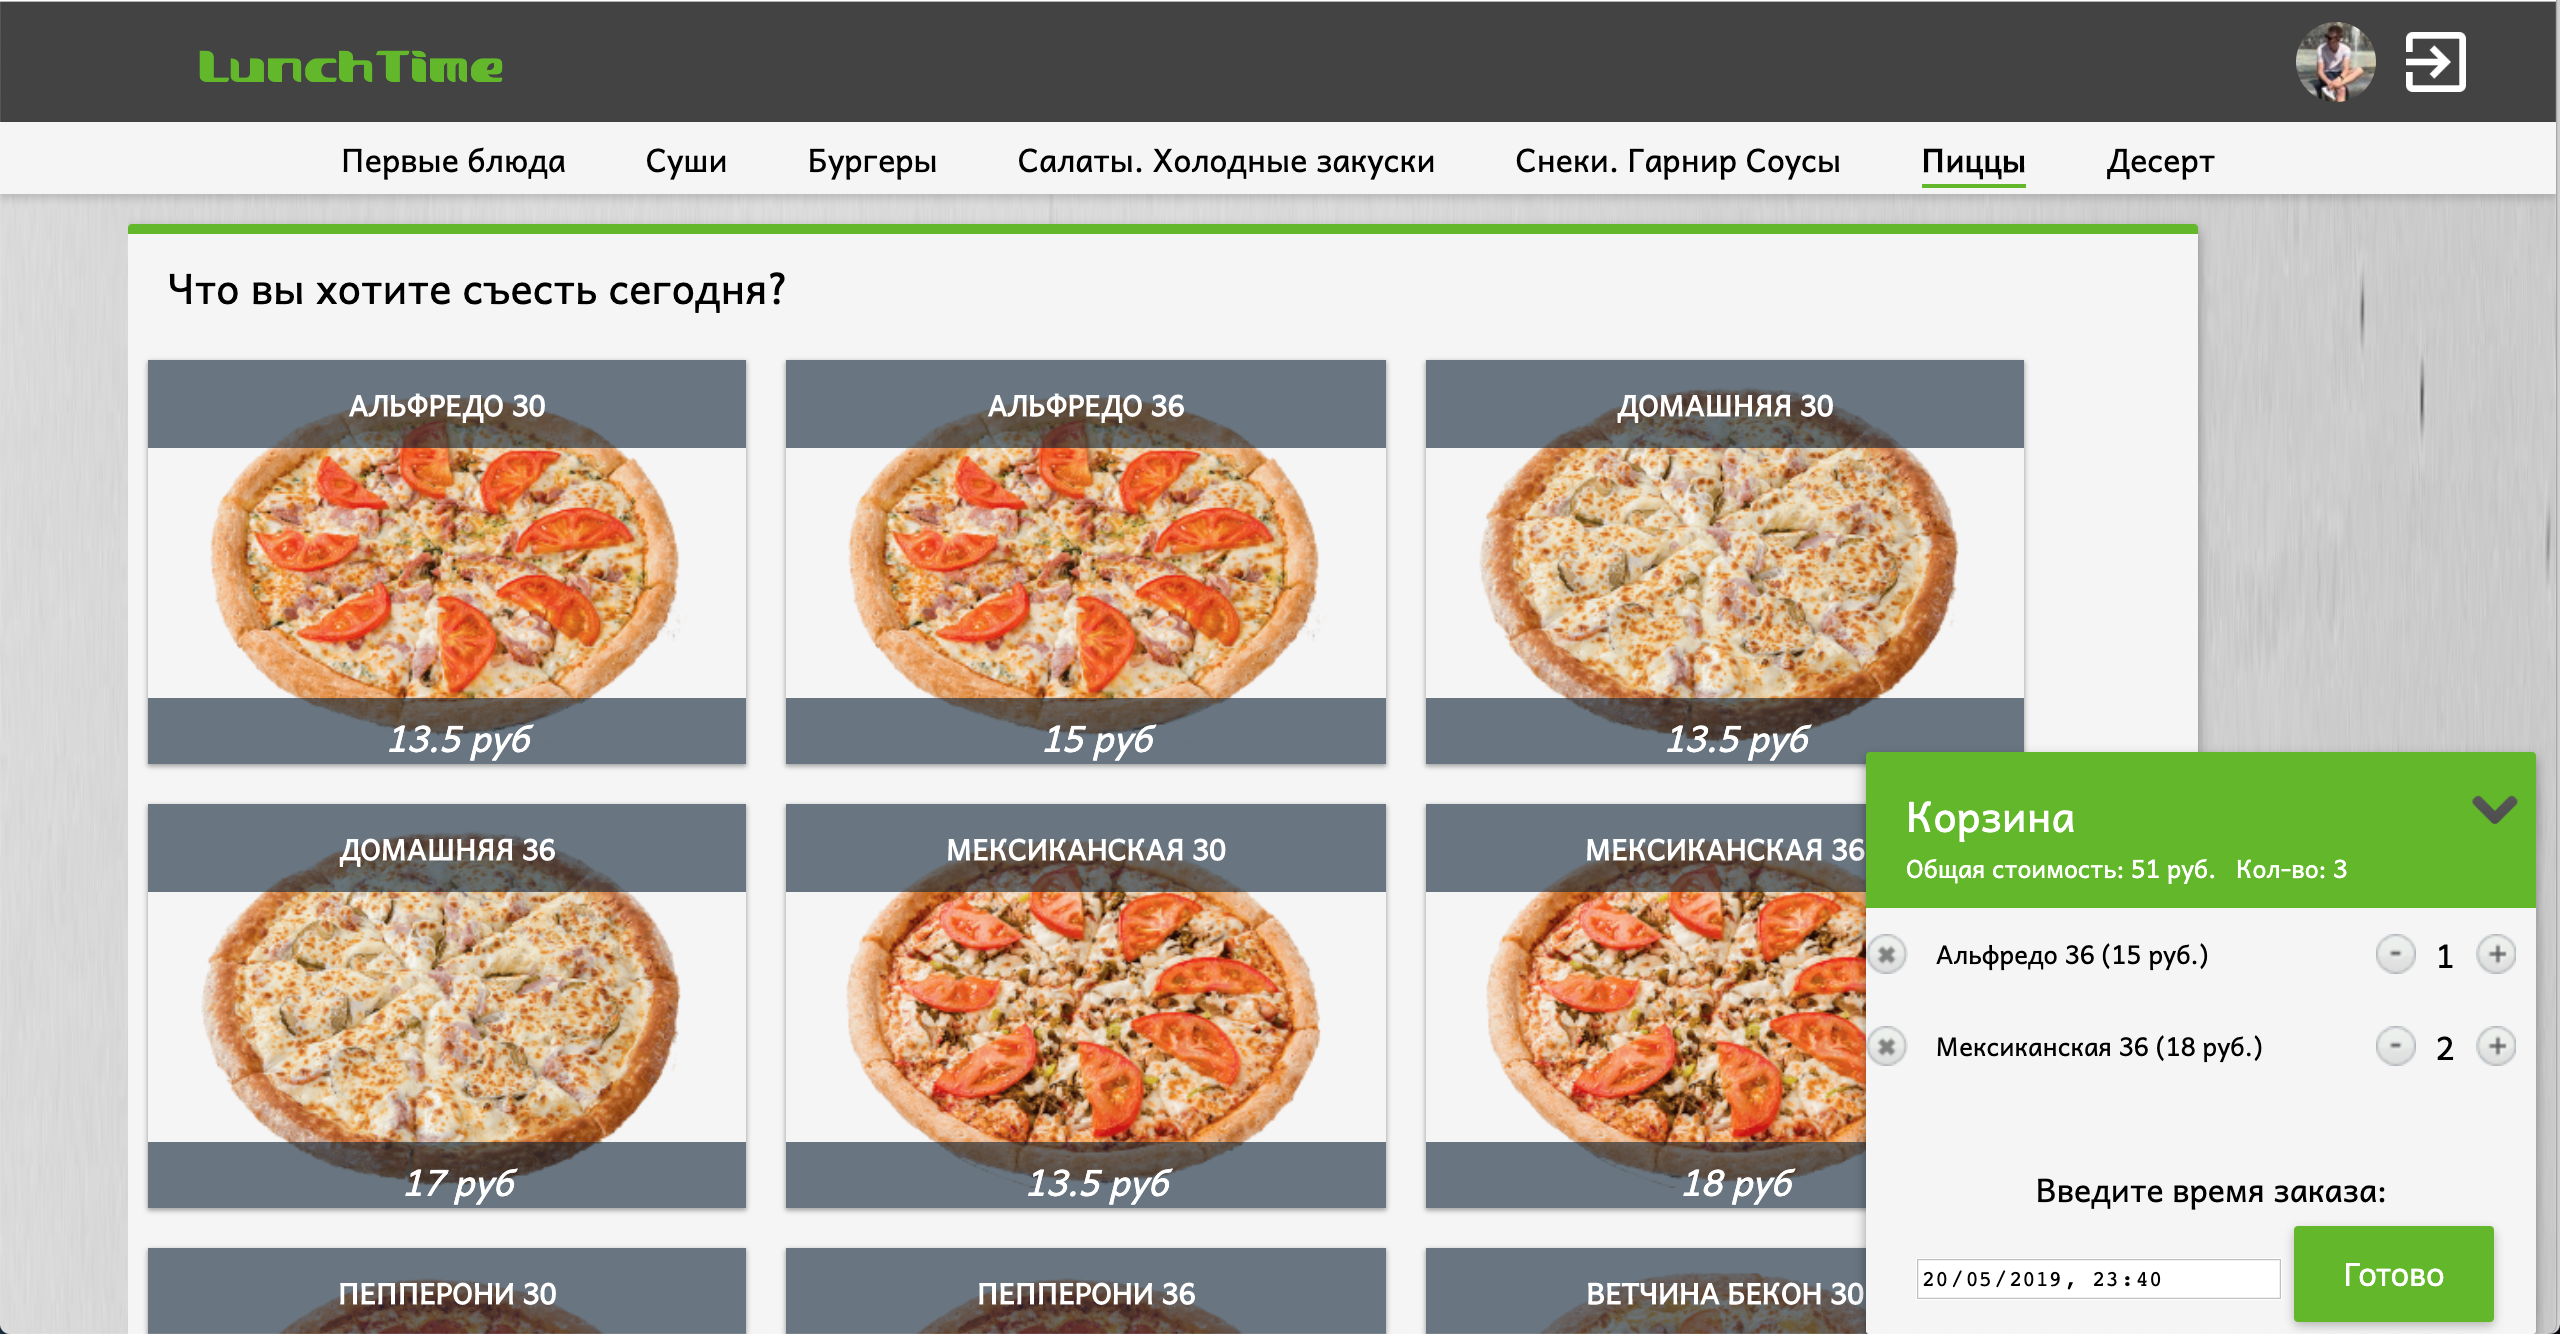 LunchTime
Первые блюда Суши Бургеры Салаты. Холодные закуски Снеки. Гарнир Соусы Пиццы Десерт
Что вы хотите съесть сегодня?
АЛЬФРЕДО 30
13.5 руб
АЛЬФРЕДО 36
15 руб
ДОМАШНЯЯ 30
13.5 руб
ДОМАШНЯЯ 36
17 руб
МЕКСИКАНСКАЯ 30
13.5 руб
МЕКСИКАНСКАЯ 36
18 руб
ПЕППЕРОНИ 30
ПЕППЕРОНИ 36
ВЕТЧИНА БЕКОН 30
Корзина
Общая стоимость: 51 руб. Кол-во: 3
Альфредо 36 (15 руб.) - 1 +
Мексиканская 36 (18 руб.) - 2 +
Введите время заказа:
20/05/2019, 23:40
Готово